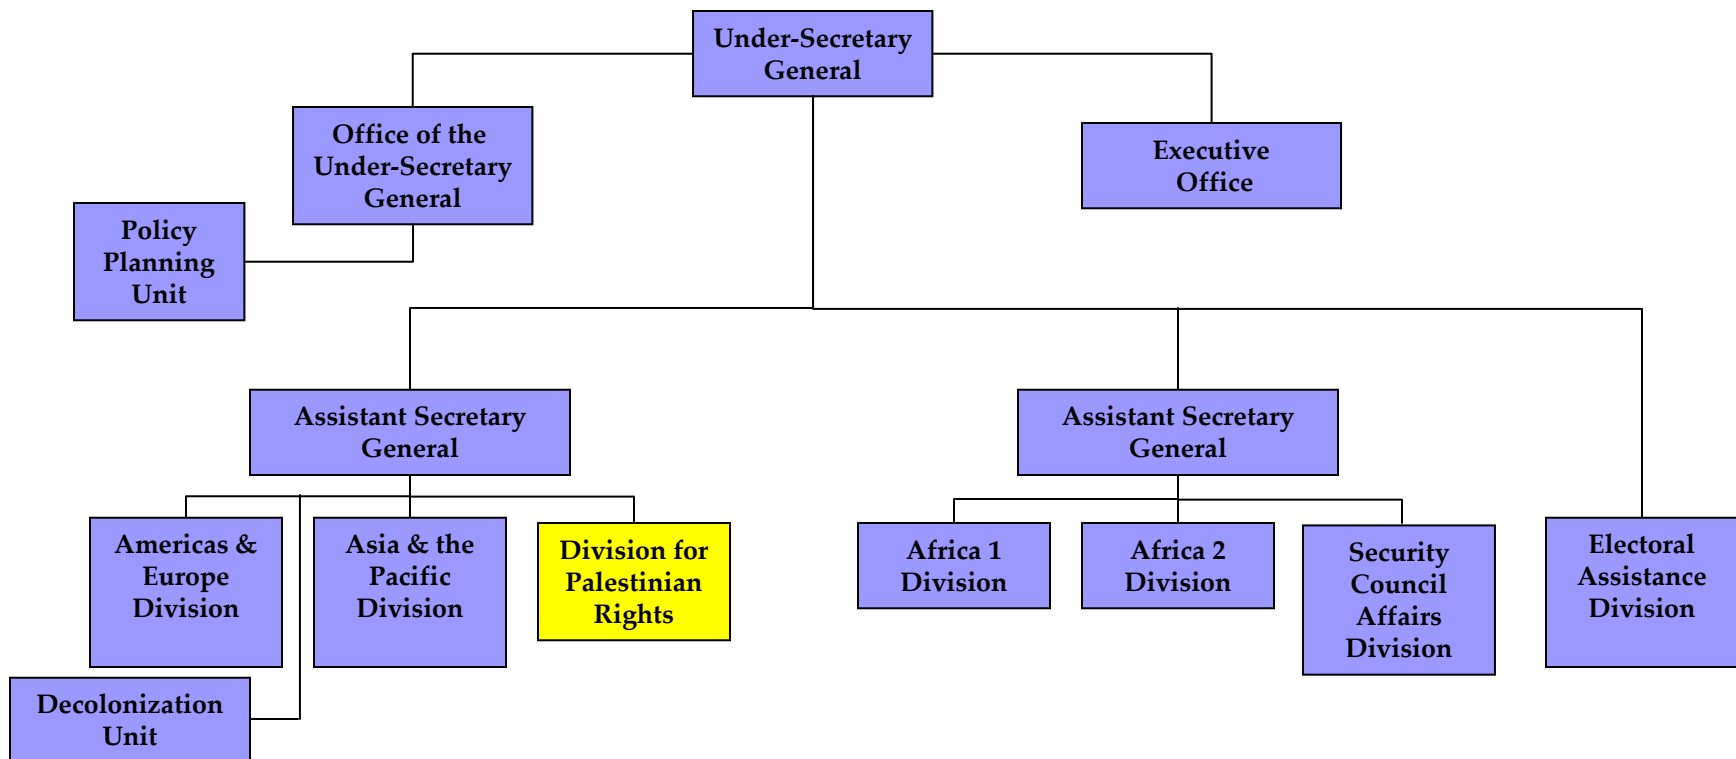 Under-Secretary
General
Office of the
Under-Secretary
General
Executive
Office
Policy
Planning
Unit
Assistant Secretary
General
Assistant Secretary
General
Americas &
Europe
Division
Asia & the
Pacific
Division
Division for
Palestinian
Rights
Africa 1
Division
Africa 2
Division
Security
Council
Affairs
Division
Electoral
Assistance
Division
Decolonization
Unit